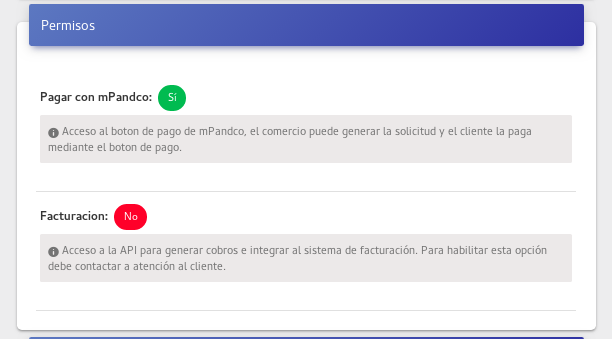 Permisos
Pagar con mPandco: Si
Acceso al boton de pago de mPandco, el comercio puede generar la solicitud y el cliente la paga
mediante el boton de pago.
Facturacion: No
Acceso a la API para generar cobros e integrar al sistema de facturación. Para habilitar esta opción
debe contactar a atención al cliente.